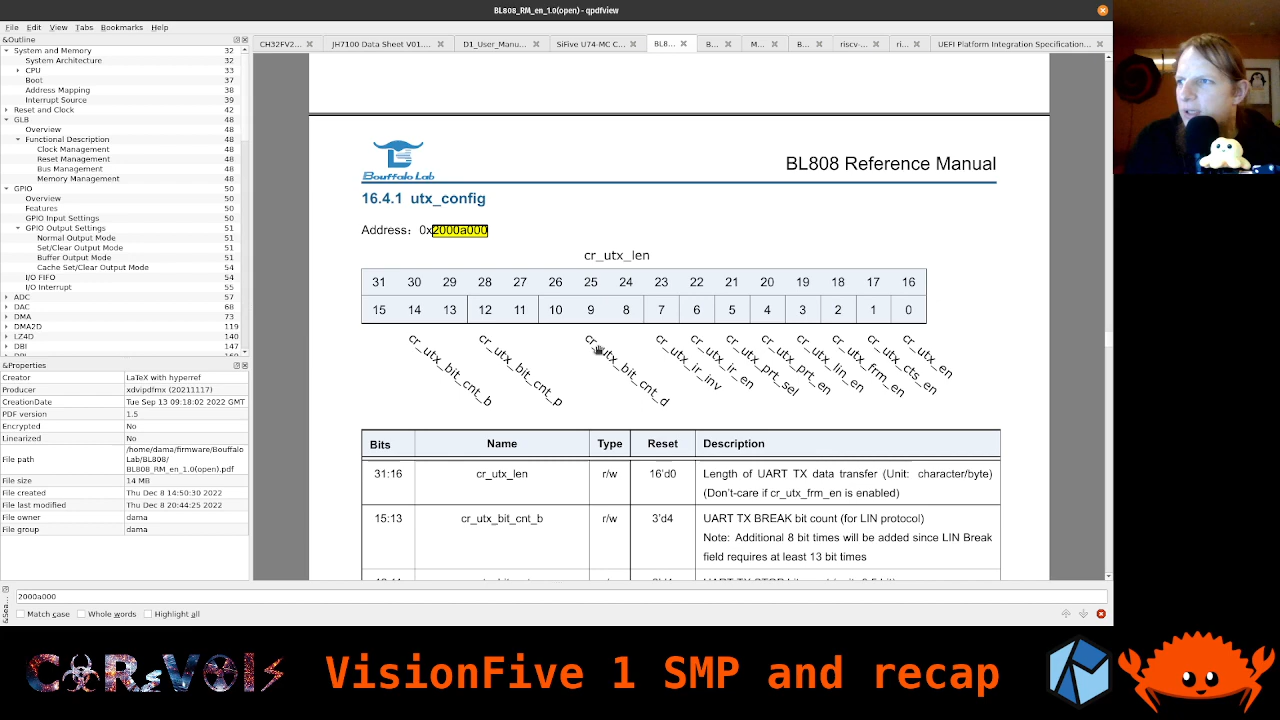 BL808_RM_en_1.0(open) - qpdfview
File Edit View Tabs Bookmarks Help
&Outline
CH32FV2...
JH7100 Data Sheet V01....
D1_User_Manu...
SiFive U74-MC C...
BL8...
B...
M...
B...
riscv-...
ri...
UEFI Platform Integration Specification...
System and Memory 32
System Architecture 32
CPU 33
Boot 37
Address Mapping 38
Interrupt Source 39
Reset and Clock 42
GLB 48
Overview 48
Functional Description 48
Clock Management 48
Reset Management 48
Bus Management 48
Memory Management 48
GPIO 50
Overview 50
Features 50
GPIO Input Settings 50
GPIO Output Settings 51
Normal Output Mode 51
Set/Clear Output Mode 51
Buffer Output Mode 51
Cache Set/Clear Output Mode 54
I/O FIFO 54
I/O Interrupt 55
ADC 57
DAC 68
DMA 73
DMA2D 119
LZ4D 140
DBI 147
&Properties
Creator LaTeX with hyperref
Producer xdvipdfmx (20211117)
CreationDate Tue Sep 13 09:18:02 2022 GMT
PDF version 1.5
Encrypted No
Linearized No
File path /home/dama/firmware/Bouffalo
Lab/BL808/
BL808_RM_en_1.0(open).pdf
File size 14 MB
File created Thu Dec 8 14:50:30 2022
File last modified Thu Dec 8 20:44:25 2022
File owner dama
File group dama
Bouffalo Lab
BL808 Reference Manual
16.4.1 utx_config
Address: 0x2000a000
cr_utx_len
31 30 29 28 27 26 25 24 23 22 21 20 19 18 17 16
15 14 13 12 11 10 9 8 7 6 5 4 3 2 1 0
cr_utx_bit_cnt_b
cr_utx_bit_cnt_p
cr_utx_bit_cnt_d
cr_utx_ir_inv
cr_utx_ir_en
cr_utx_prt_sel
cr_utx_prt_en
cr_utx_lin_en
cr_utx_frm_en
cr_utx_cts_en
cr_utx_en
Bits Name Type Reset Description
31:16 cr_utx_len r/w 16'd0 Length of UART TX data transfer (Unit: character/byte)
(Don't-care if cr_utx_frm_en is enabled)
15:13 cr_utx_bit_cnt_b r/w 3'd4 UART TX BREAK bit count (for LIN protocol)
Note: Additional 8 bit times will be added since LIN Break
field requires at least 13 bit times
&Sea...
2000a000
Match case Whole words Highlight all
VisionFive 1 SMP and recap